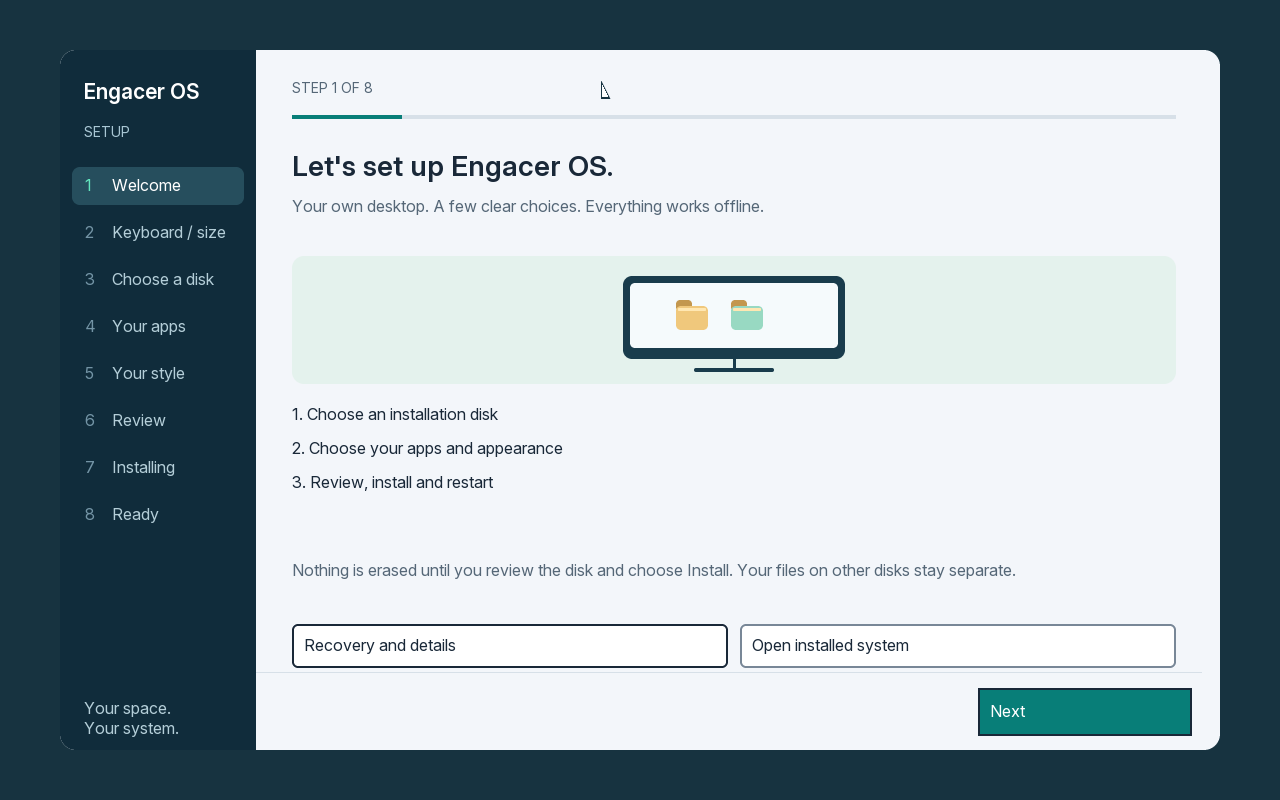 Engacer OS
SETUP
1 Welcome
2 Keyboard / size
3 Choose a disk
4 Your apps
5 Your style
6 Review
7 Installing
8 Ready
Your space.
Your system.
STEP 1 OF 8
Let's set up Engacer OS.
Your own desktop. A few clear choices. Everything works offline.
1. Choose an installation disk
2. Choose your apps and appearance
3. Review, install and restart
Nothing is erased until you review the disk and choose Install. Your files on other disks stay separate.
Recovery and details
Open installed system
Next